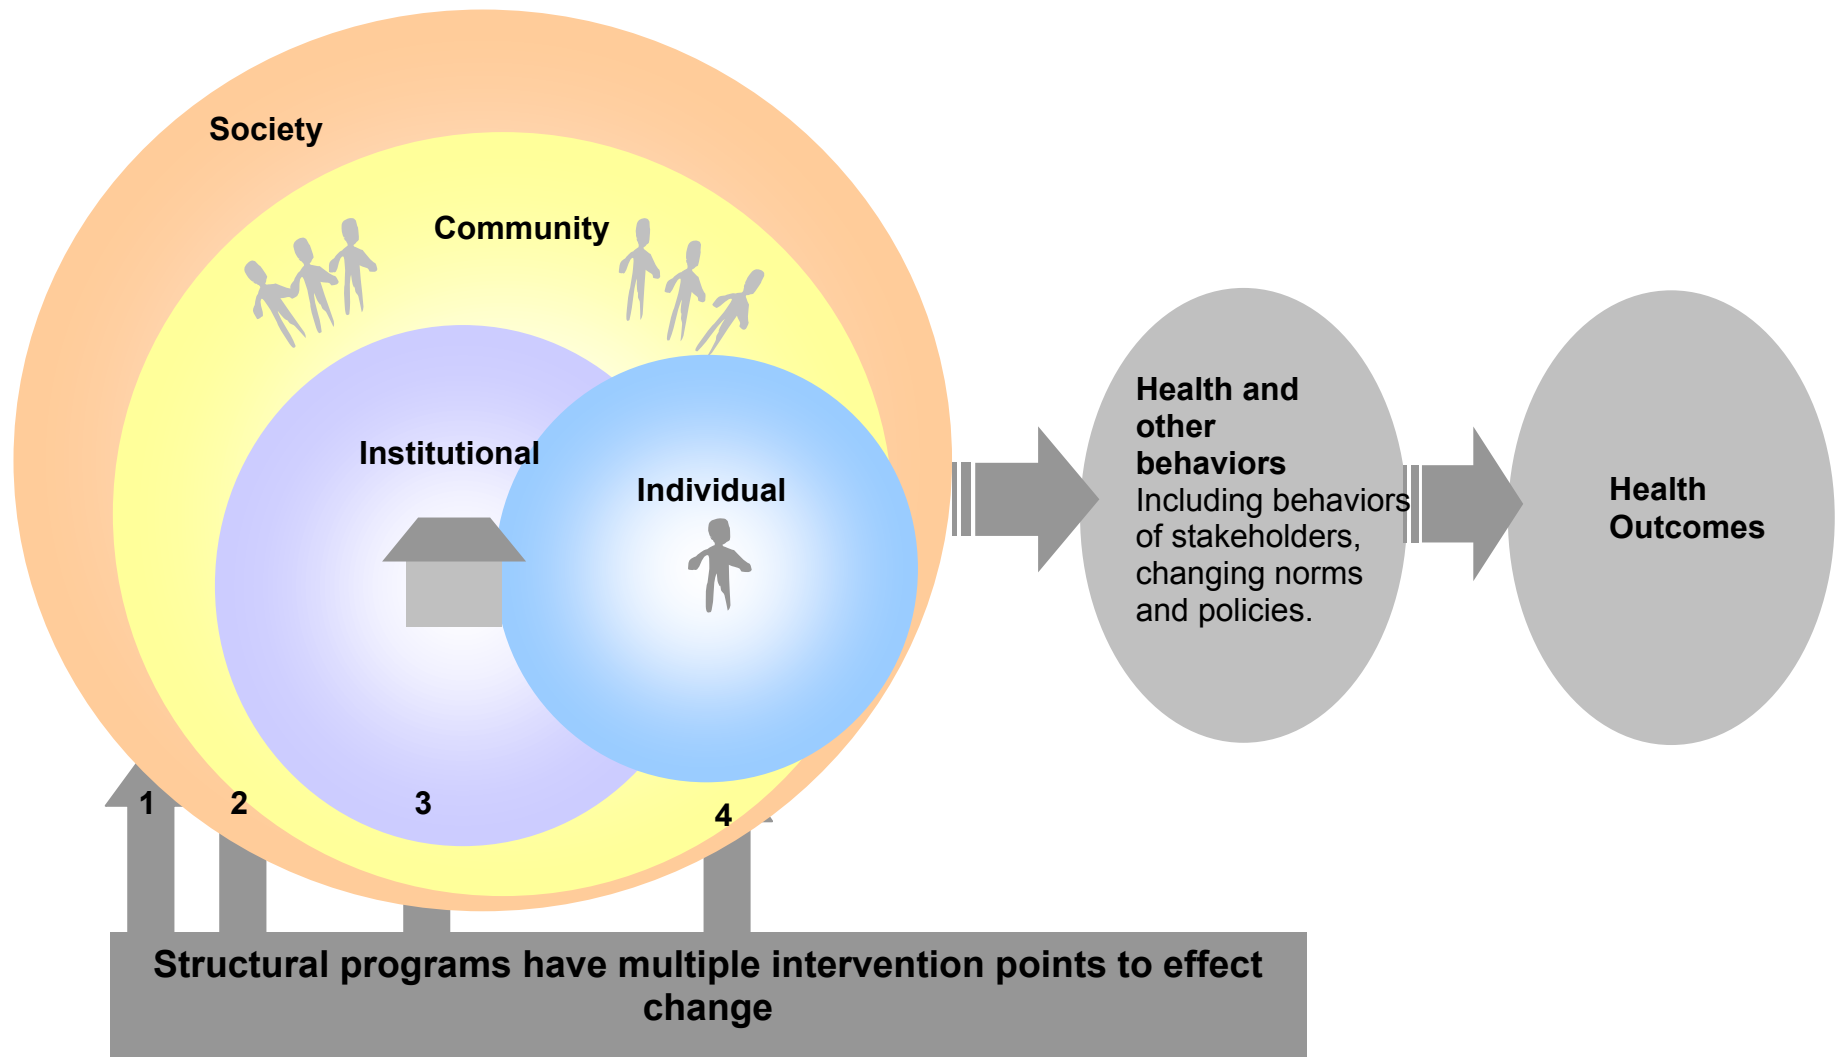 Society
Community
Institutional
Individual
Health and
other
behaviors
Including behaviors
of stakeholders,
changing norms
and policies.
Health
Outcomes
1
2
3
4
Structural programs have multiple intervention points to effect
change